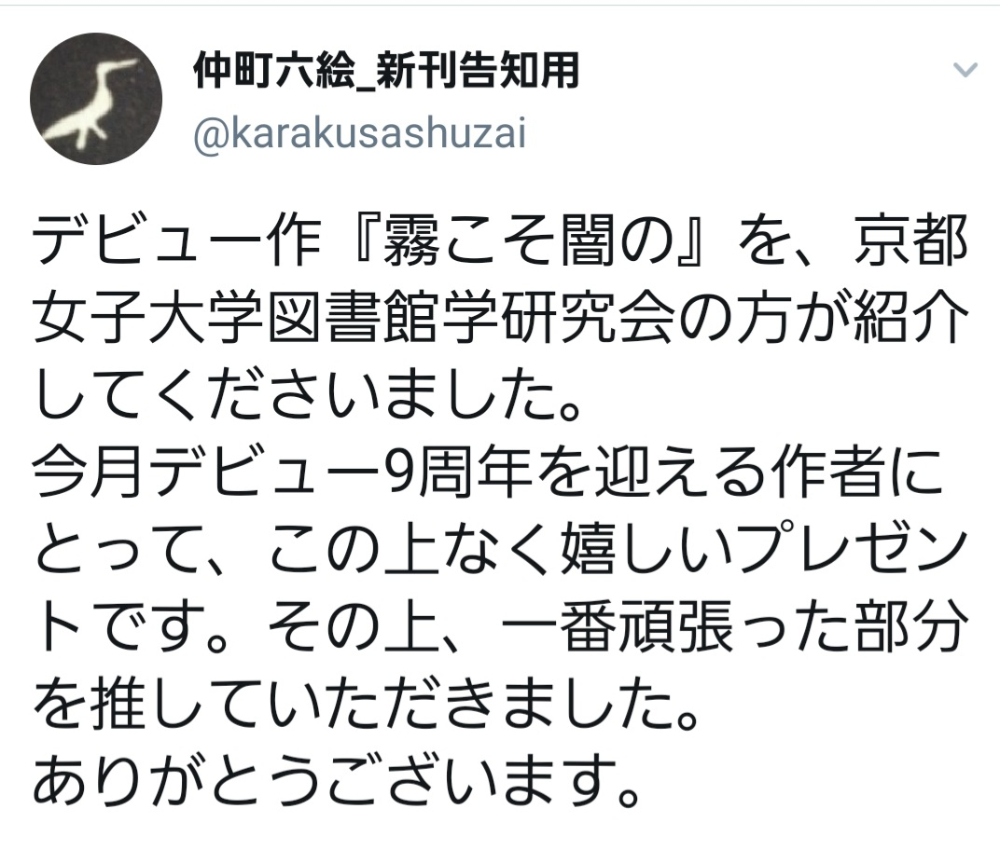 仲町六絵_新刊告知用
@karakusashuzai
デビュー作『霧こそ闇の』を、京都
女子大学図書館学研究会の方が紹介
してくださいました。
今月デビュー9周年を迎える作者に
とって、この上なく嬉しいプレゼン
トです。その上、一番頑張った部分
を推していただきました。
ありがとうございます。